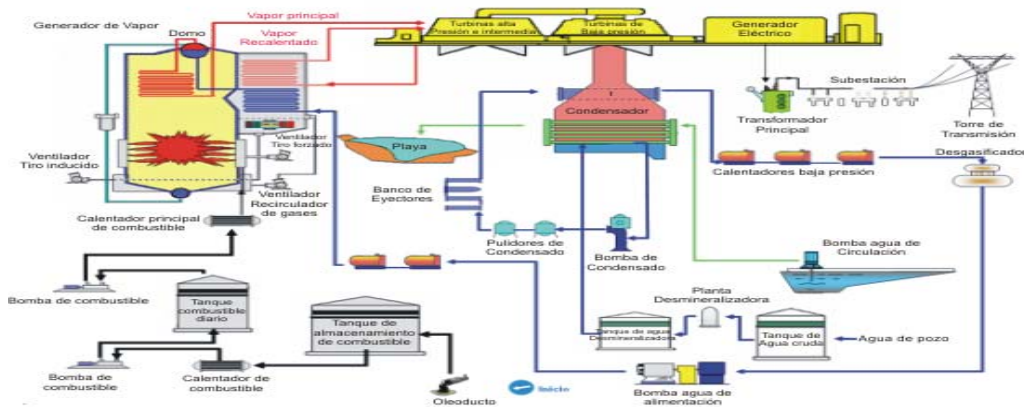 Generador de Vapor
Domo
Vapor principal
Vapor
Recalentado
Turbinas alta
Presión e intermedia
Turbinas de
Baja presión
Generador
Eléctrico
Subestación
Transformador
Principal
Torre de
Transmisión
Condensador
Desgasificador
Calentadores baja presión
Ventilador
Tiro forzado
Playa
Ventilador
Tiro inducido
Ventilador
Recirculador
de gases
Banco de
Eyectores
Calentador principal
de combustible
Pulidores de
Condensado
Bomba de
Condensado
Bomba agua de
Circulación
Bomba de combustible
Tanque
combustible
diario
Tanque de
almacenamiento
de combustible
Planta
Desmineralizadora
Tanque de agua
Desmineralizadora
Tanque de
Agua cruda
Agua de pozo
Bomba de
combustible
Calentador de
combustible
Oleoducto
Inicio
Bomba agua de
alimentación